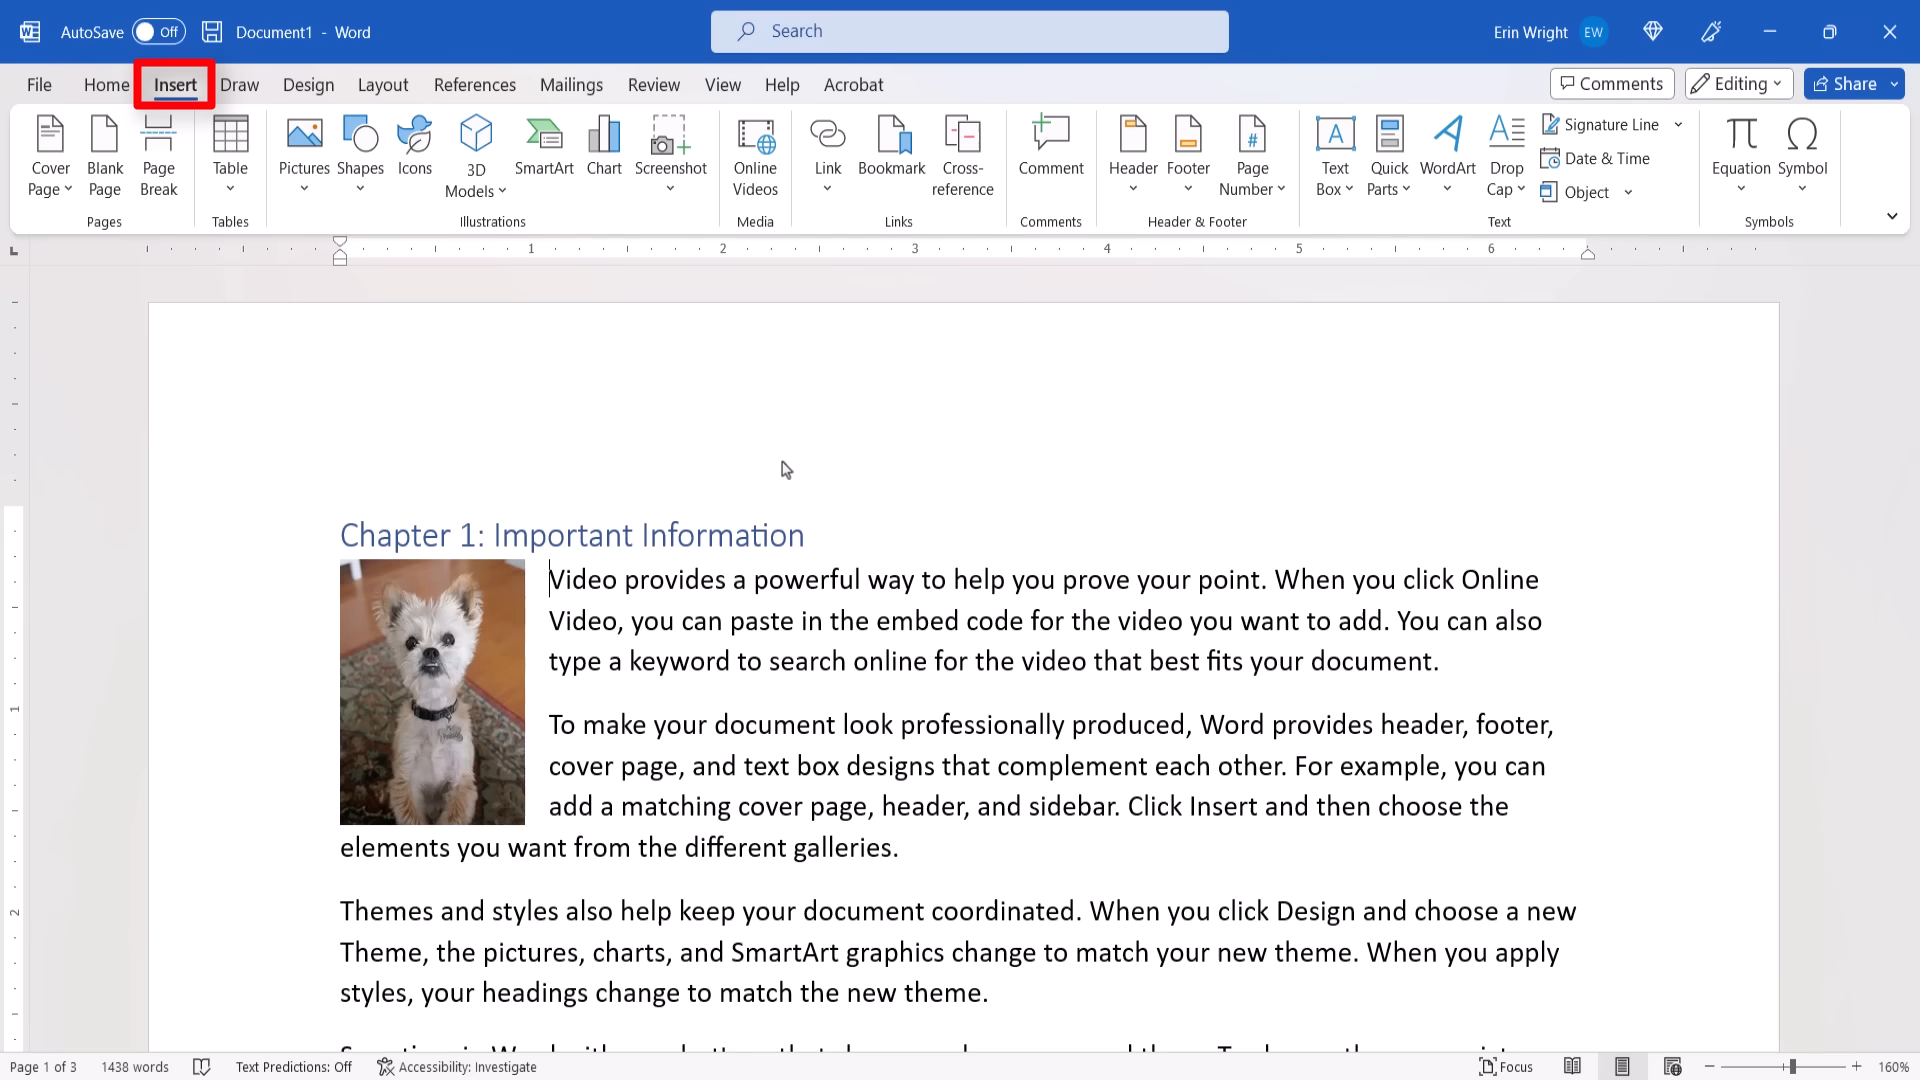 AutoSave Off Document1 - Word Search Erin Wright EW
File Home Insert Draw Design Layout References Mailings Review View Help Acrobat Comments Editing Share
Cover Page
Blank Page
Page Break
Pages
Table
Tables
Pictures
Shapes
Icons
3D Models
SmartArt
Chart
Screenshot
Illustrations
Online Videos
Media
Link
Bookmark
Cross-reference
Links
Comment
Comments
Header
Footer
Page Number
Header & Footer
Text Box
Quick Parts
WordArt
Drop Cap
Signature Line
Date & Time
Object
Text
Equation
Symbol
Symbols
1 2 3 4 5 6
Chapter 1: Important Information
Video provides a powerful way to help you prove your point. When you click Online
Video, you can paste in the embed code for the video you want to add. You can also
type a keyword to search online for the video that best fits your document.
To make your document look professionally produced, Word provides header, footer,
cover page, and text box designs that complement each other. For example, you can
add a matching cover page, header, and sidebar. Click Insert and then choose the
elements you want from the different galleries.
Themes and styles also help keep your document coordinated. When you click Design and choose a new
Theme, the pictures, charts, and SmartArt graphics change to match your new theme. When you apply
styles, your headings change to match the new theme.
1
2
Page 1 of 3 1438 words Text Predictions: Off Accessibility: Investigate Focus 160%